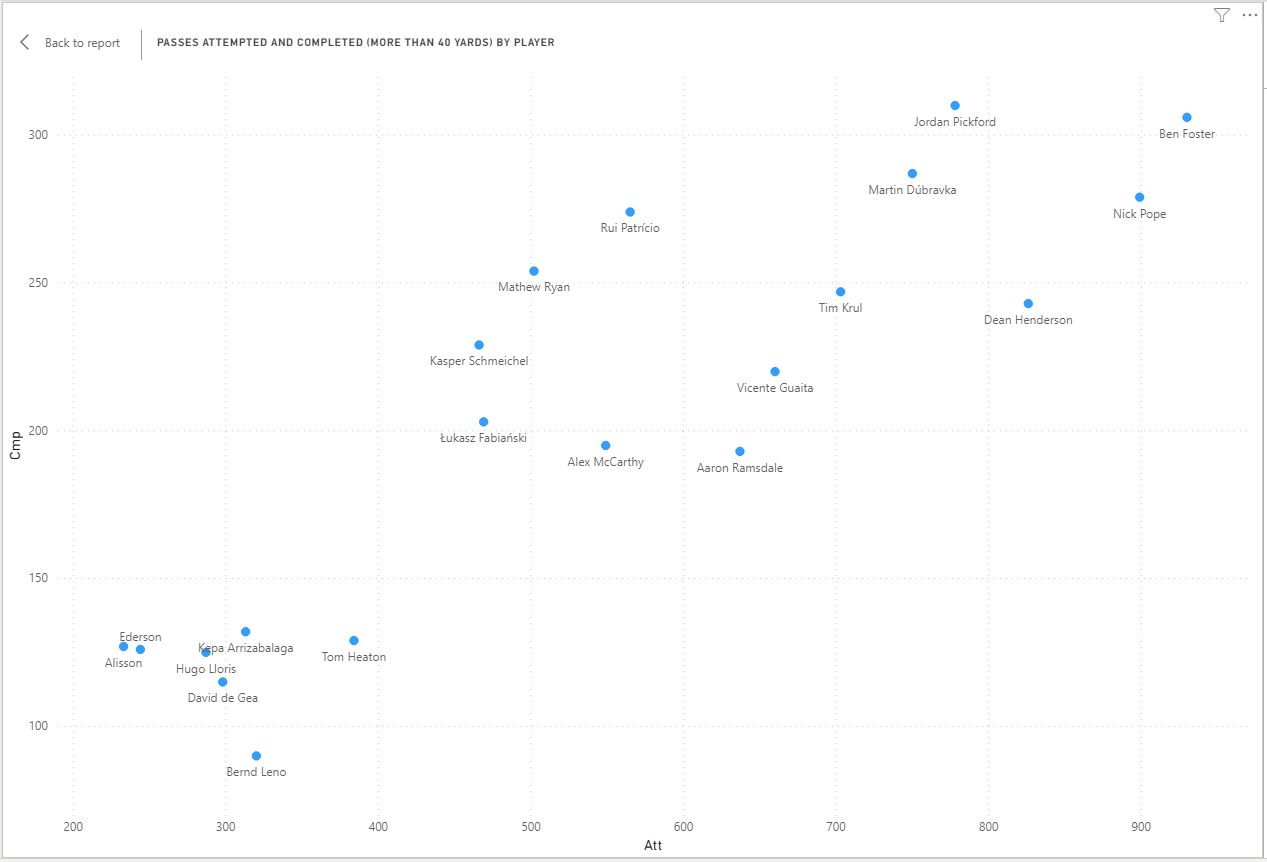 Back to report
PASSES ATTEMPTED AND COMPLETED (MORE THAN 40 YARDS) BY PLAYER
300
250
200
150
100
Cmp
Jordan Pickford
Ben Foster
Martin Dúbravka
Nick Pope
Rui Patrício
Mathew Ryan
Tim Krul
Dean Henderson
Kasper Schmeichel
Vicente Guaita
Łukasz Fabiański
Alex McCarthy
Aaron Ramsdale
Ederson
Kepa Arrizabalaga
Alisson
Hugo Lloris
Tom Heaton
David de Gea
Bernd Leno
200 300 400 500 600 700 800 900
Att